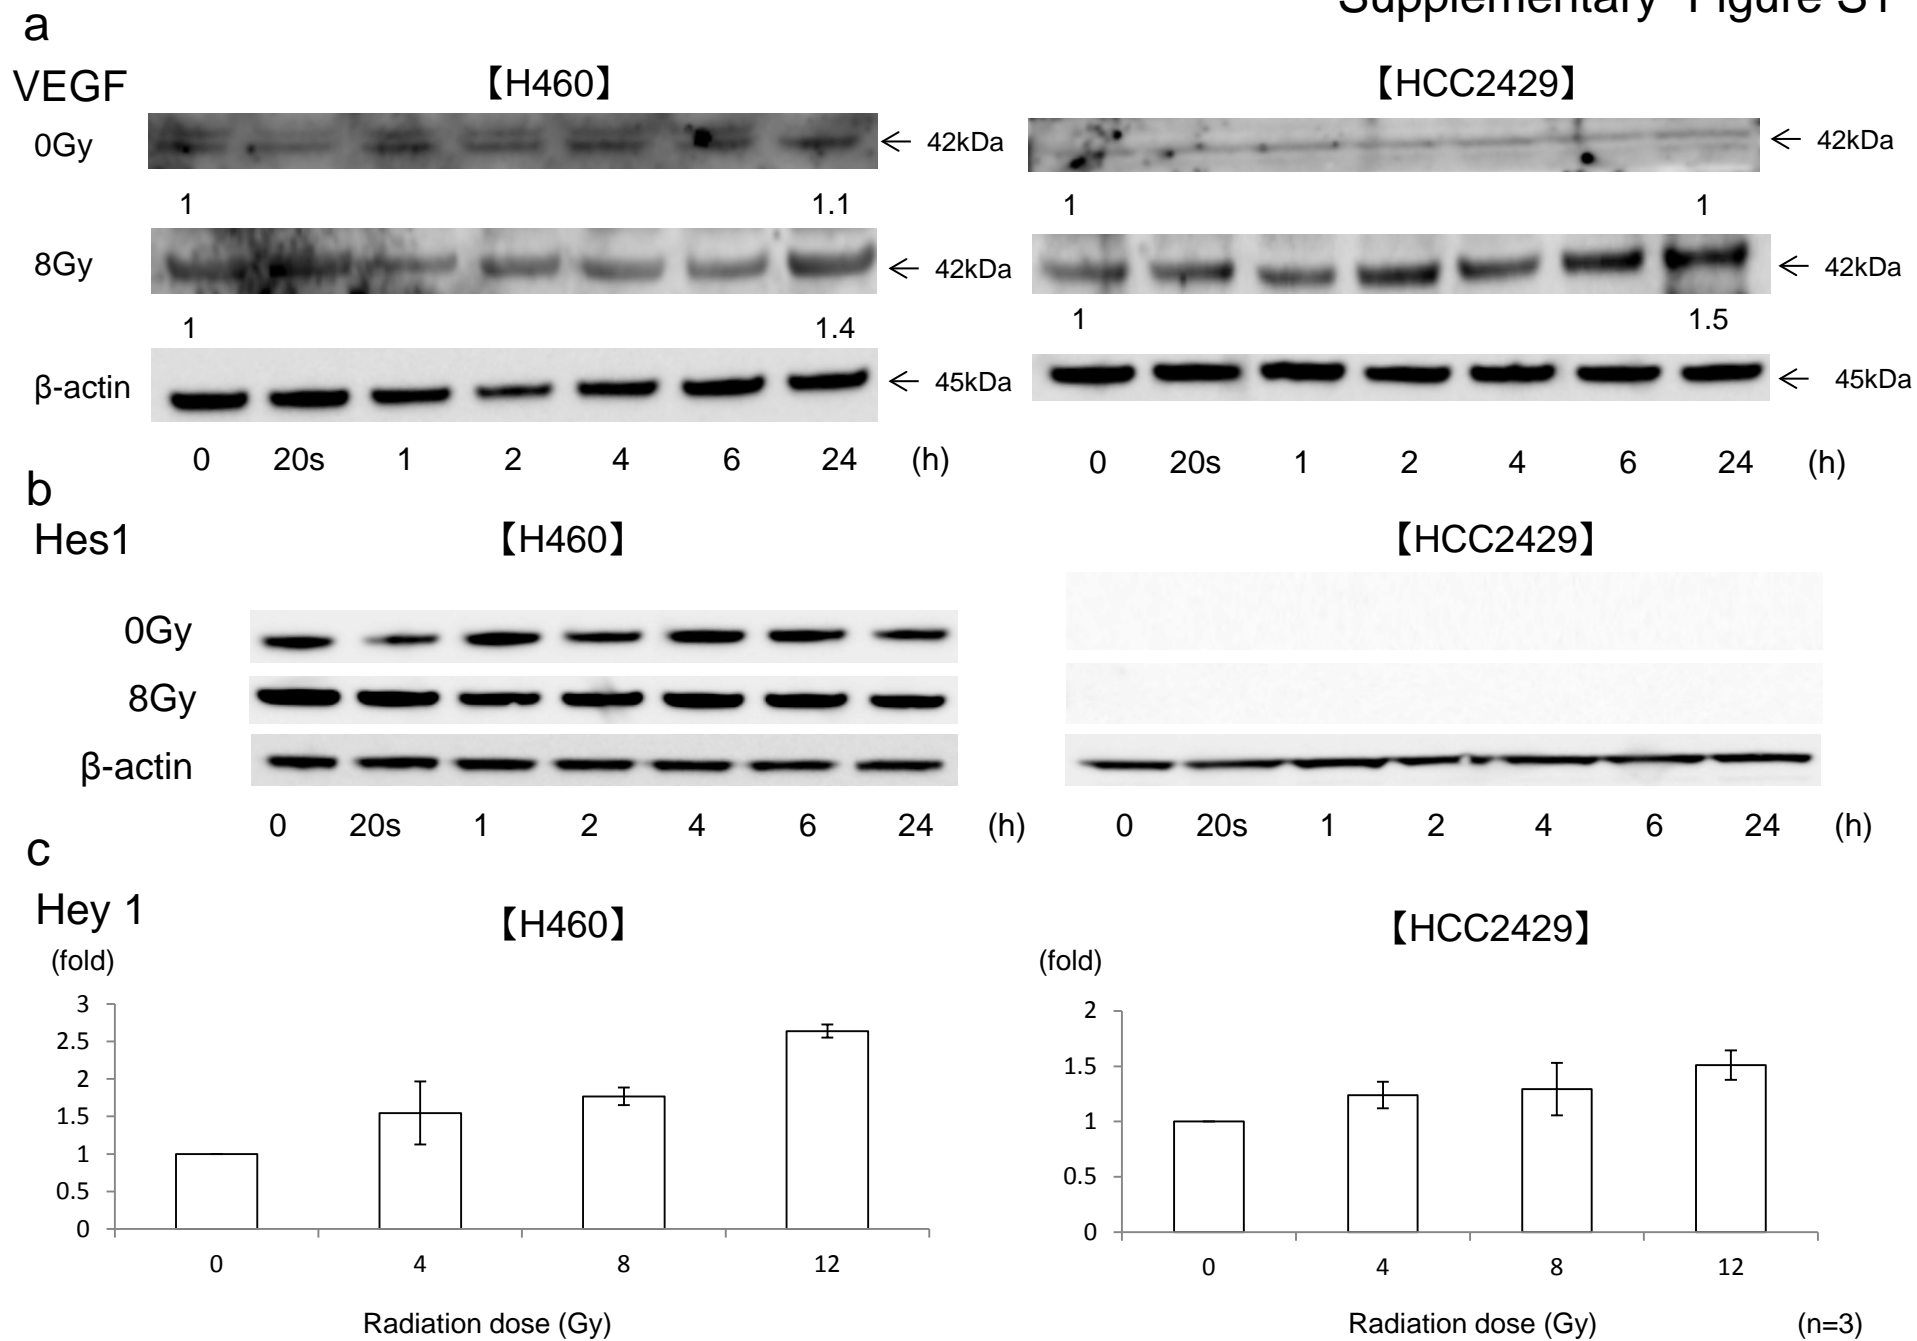 Supplementary Figure S1
a
VEGF 【H460】 【HCC2429】
0Gy ← 42kDa ← 42kDa
1 1.1 1 1
8Gy ← 42kDa ← 42kDa
1 1.4 1 1.5
β-actin ← 45kDa ← 45kDa
0 20s 1 2 4 6 24 (h) 0 20s 1 2 4 6 24 (h)
b
Hes1 【H460】 【HCC2429】
0Gy
8Gy
β-actin
0 20s 1 2 4 6 24 (h) 0 20s 1 2 4 6 24 (h)
c
Hey 1 【H460】 【HCC2429】
(fold) (fold)
3
2.5
2
1.5
1
0.5
0
0 4 8 12
Radiation dose (Gy)
2
1.5
1
0.5
0
0 4 8 12
Radiation dose (Gy) (n=3)